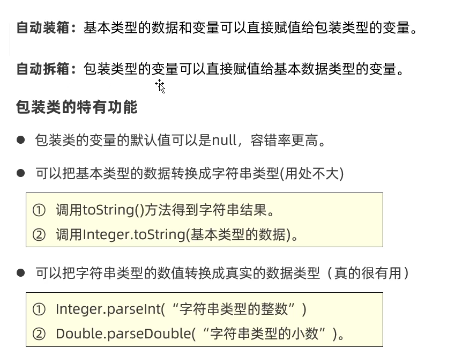 自动装箱：基本类型的数据和变量可以直接赋值给包装类型的变量。
自动拆箱：包装类型的变量可以直接赋值给基本数据类型的变量。
包装类的特有功能
● 包装类的变量的默认值可以是null，容错率更高。
● 可以把基本类型的数据转换成字符串类型(用处不大)
① 调用toString()方法得到字符串结果。
② 调用Integer.toString(基本类型的数据)。
● 可以把字符串类型的数值转换成真实的数据类型（真的很有用）
① Integer.parseInt(“字符串类型的整数”)
② Double.parseDouble(“字符串类型的小数”)。